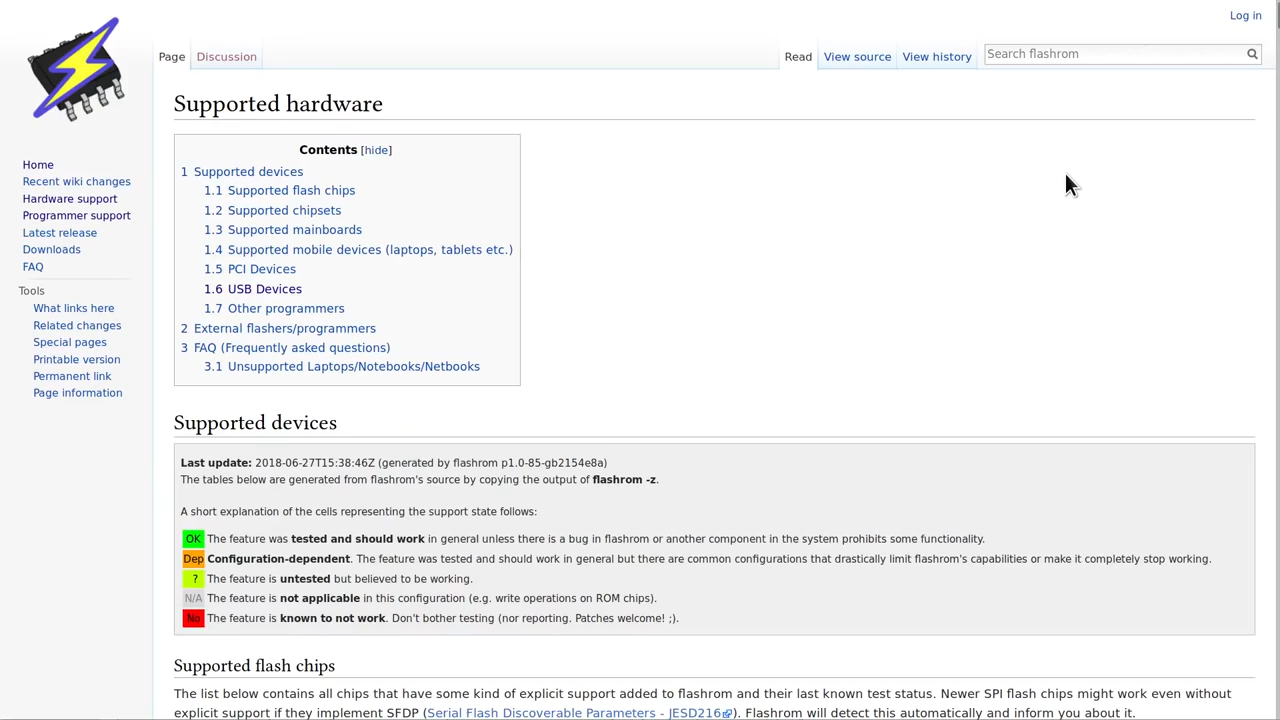 Log in
Page
Discussion
Read
View source
View history
Search flashrom
Supported hardware
Contents [hide]
1 Supported devices
1.1 Supported flash chips
1.2 Supported chipsets
1.3 Supported mainboards
1.4 Supported mobile devices (laptops, tablets etc.)
1.5 PCI Devices
1.6 USB Devices
1.7 Other programmers
2 External flashers/programmers
3 FAQ (Frequently asked questions)
3.1 Unsupported Laptops/Notebooks/Netbooks
Home
Recent wiki changes
Hardware support
Programmer support
Latest release
Downloads
FAQ
Tools
What links here
Related changes
Special pages
Printable version
Permanent link
Page information
Supported devices
Last update: 2018-06-27T15:38:46Z (generated by flashrom p1.0-85-gb2154e8a)
The tables below are generated from flashrom's source by copying the output of flashrom -z.
A short explanation of the cells representing the support state follows:
OK The feature was tested and should work in general unless there is a bug in flashrom or another component in the system prohibits some functionality.
Dep Configuration-dependent. The feature was tested and should work in general but there are common configurations that drastically limit flashrom's capabilities or make it completely stop working.
? The feature is untested but believed to be working.
N/A The feature is not applicable in this configuration (e.g. write operations on ROM chips).
No The feature is known to not work. Don't bother testing (nor reporting. Patches welcome! ;).
Supported flash chips
The list below contains all chips that have some kind of explicit support added to flashrom and their last known test status. Newer SPI flash chips might work even without
explicit support if they implement SFDP (Serial Flash Discoverable Parameters - JESD216). Flashrom will detect this automatically and inform you about it.